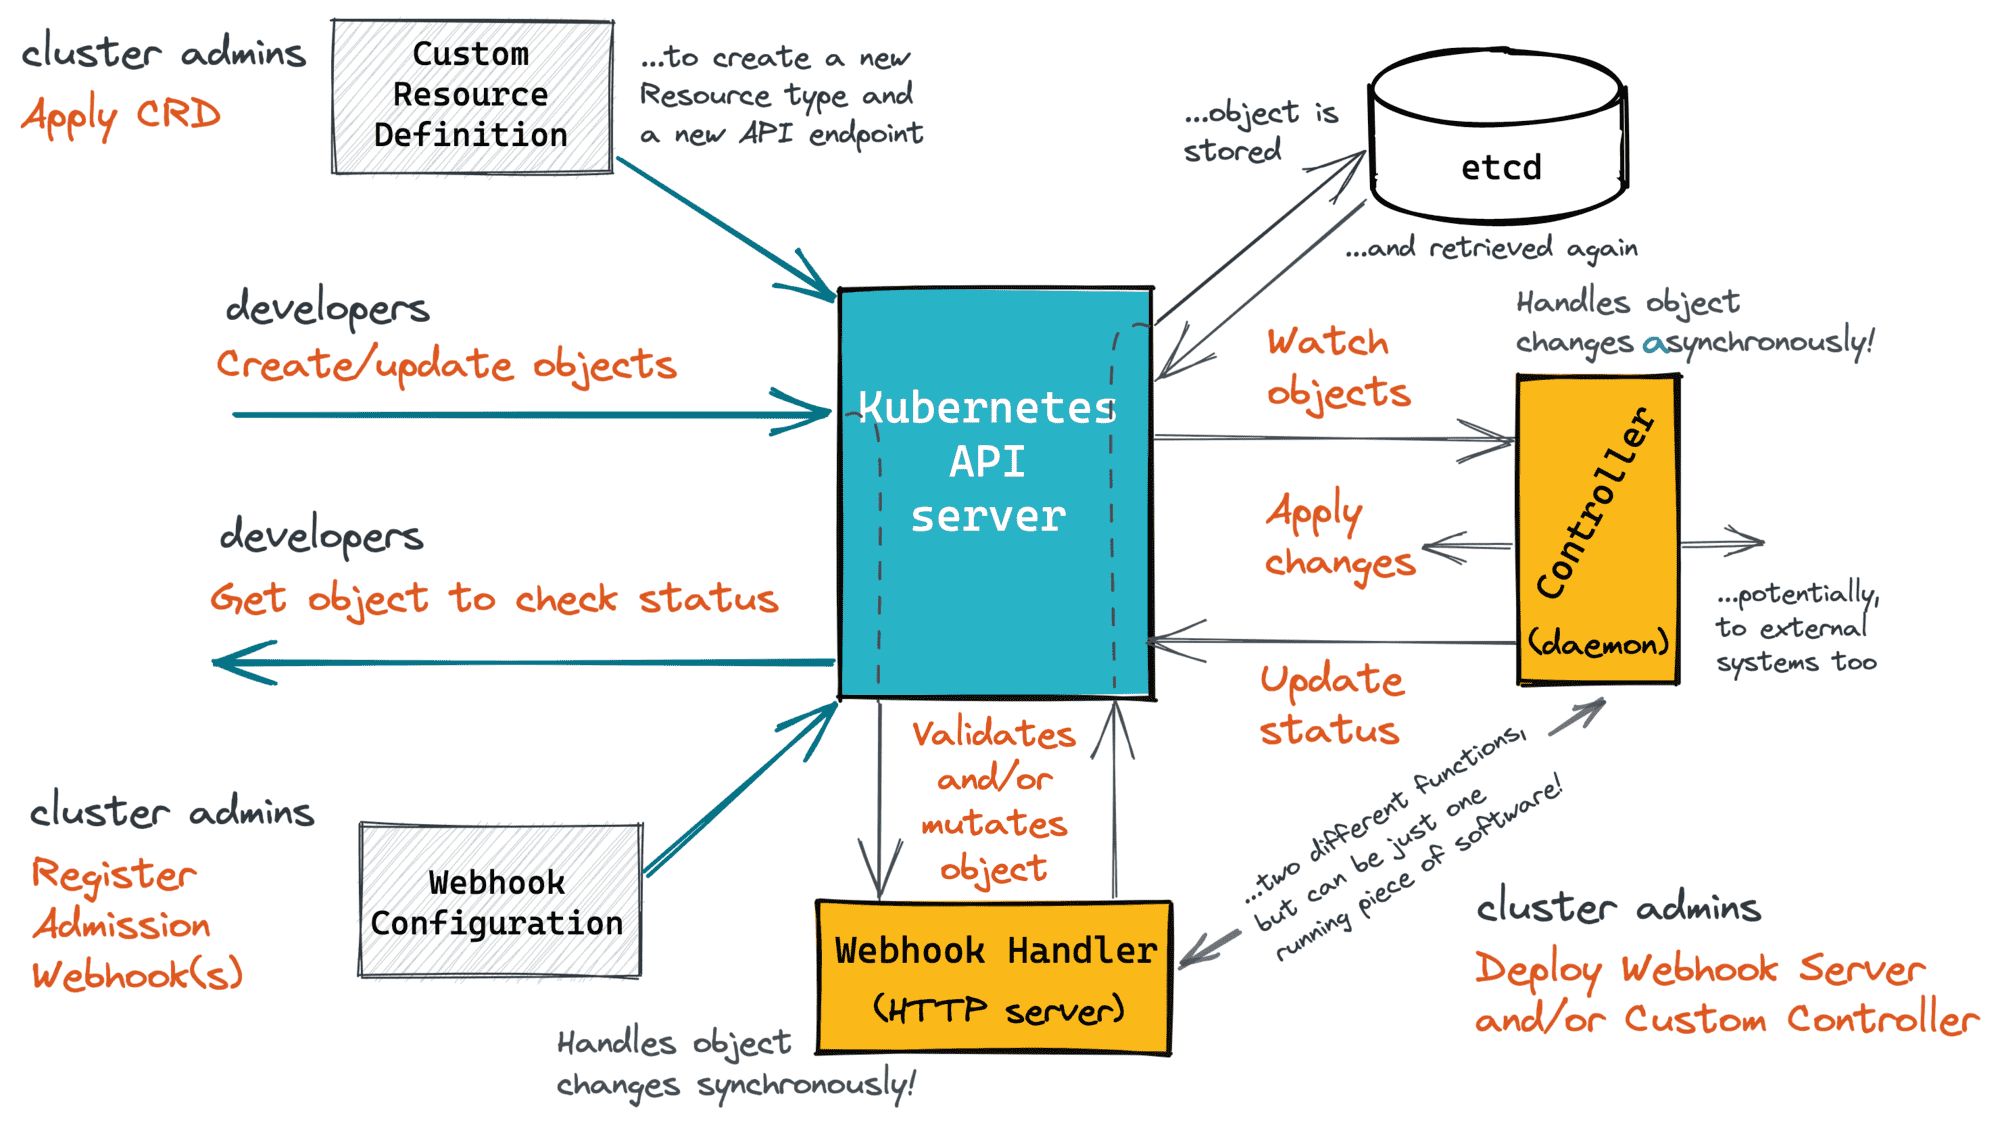 cluster admins
Apply CRD
Custom
Resource
Definition
...to create a new
Resource type and
a new API endpoint
...object is
stored
etcd
...and retrieved again
developers
Create/update objects
Kubernetes
API
server
Watch
objects
Handles object
changes asynchronously!
Controller
(daemon)
Apply
changes
...potentially,
to external
systems too
developers
Get object to check status
Update
status
Validates
and/or
mutates
object
...two different functions,
but can be just one
running piece of software!
cluster admins
Register
Admission
Webhook(s)
Webhook
Configuration
Webhook Handler
(HTTP server)
Handles object
changes synchronously!
cluster admins
Deploy Webhook Server
and/or Custom Controller